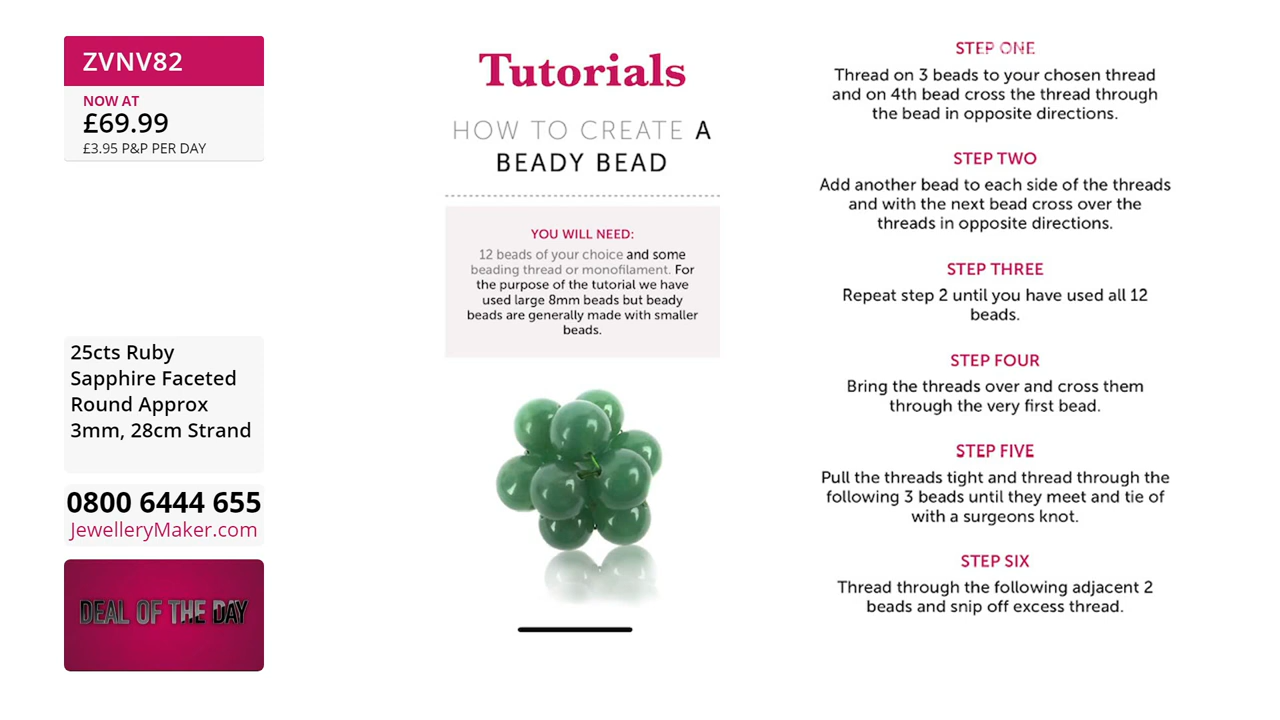 ZVNV82
NOW AT
£69.99
£3.95 P&P PER DAY
25cts Ruby
Sapphire Faceted
Round Approx
3mm, 28cm Strand
0800 6444 655
JewelleryMaker.com
DEAL OF THE DAY
Tutorials
HOW TO CREATE A
BEADY BEAD
YOU WILL NEED:
12 beads of your choice and some
beading thread or monofilament. For
the purpose of the tutorial we have
used large 8mm beads but beady
beads are generally made with smaller
beads.
STEP ONE
Thread on 3 beads to your chosen thread
and on 4th bead cross the thread through
the bead in opposite directions.
STEP TWO
Add another bead to each side of the threads
and with the next bead cross over the
threads in opposite directions.
STEP THREE
Repeat step 2 until you have used all 12
beads.
STEP FOUR
Bring the threads over and cross them
through the very first bead.
STEP FIVE
Pull the threads tight and thread through the
following 3 beads until they meet and tie of
with a surgeons knot.
STEP SIX
Thread through the following adjacent 2
beads and snip off excess thread.